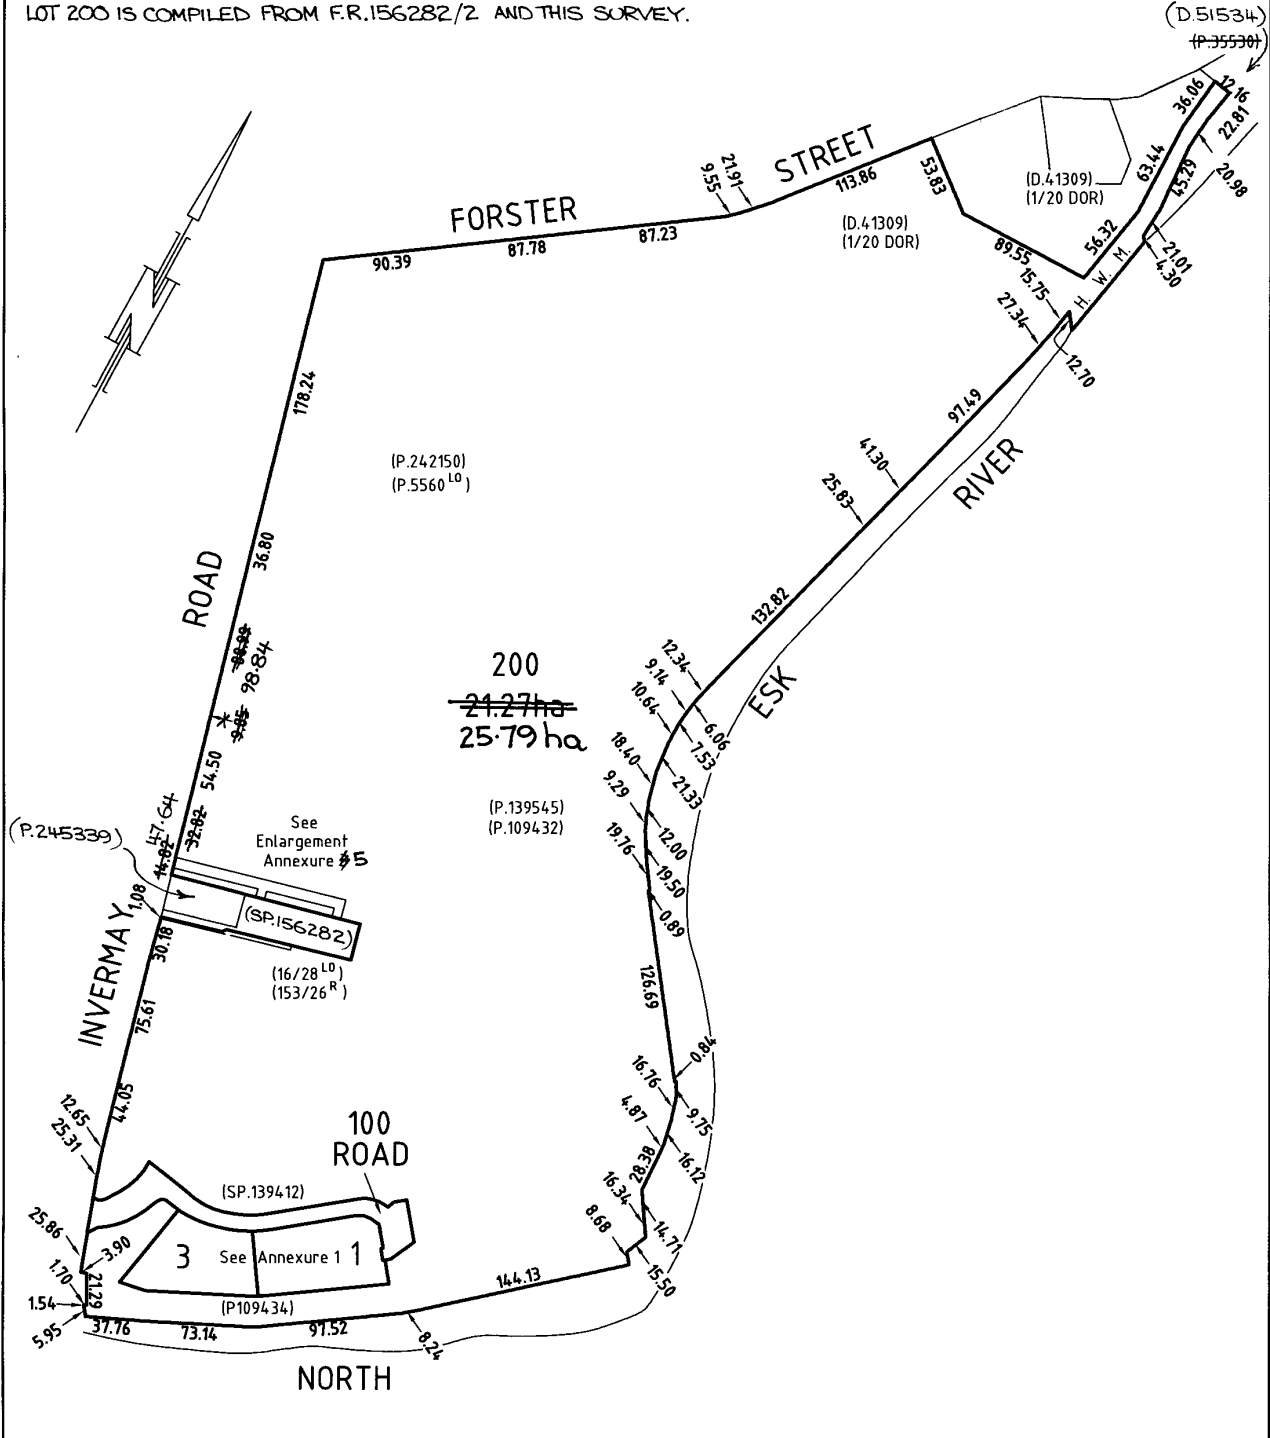 LOT 200 IS COMPILED FROM F.R.156282/2 AND THIS SURVEY.
(D.51534)
(P.35530)
12.16
36.06
22.81
63.44
45.29
20.98
STREET
21.91
9.55
113.86
53.83
(D.41309)
(1/20 DOR)
FORSTER
(D.41309)
(1/20 DOR)
90.39
87.78
87.23
89.55
56.32
21.01
4.30
H. W. M.
15.75
27.34
12.70
178.24
97.49
(P.242150)
(P.5560 LO)
41.30
25.83
RIVER
36.80
ROAD
132.82
98.84
9.85
54.50
200
21.27ha
25.79ha
12.34
9.14
10.64
ESK
6.06
7.53
18.40
9.29
21.33
(P.139545)
(P.109432)
12.00
19.76
19.50
0.89
47.64
32.82
14.82
(P.245339)
See
Enlargement
Annexure 5
1.08
(SP.156282)
30.18
(16/28 LO)
(153/26 R)
INVERMAY
75.61
126.69
0.84
16.76
9.75
4.87
16.12
44.05
12.65
25.31
100
ROAD
28.38
(SP.139412)
16.34
8.68
14.71
15.50
25.86
3.90
3
See Annexure 1
1
1.70
21.29
1.54
5.95
144.13
(P109434)
37.76
73.14
97.52
8.24
NORTH